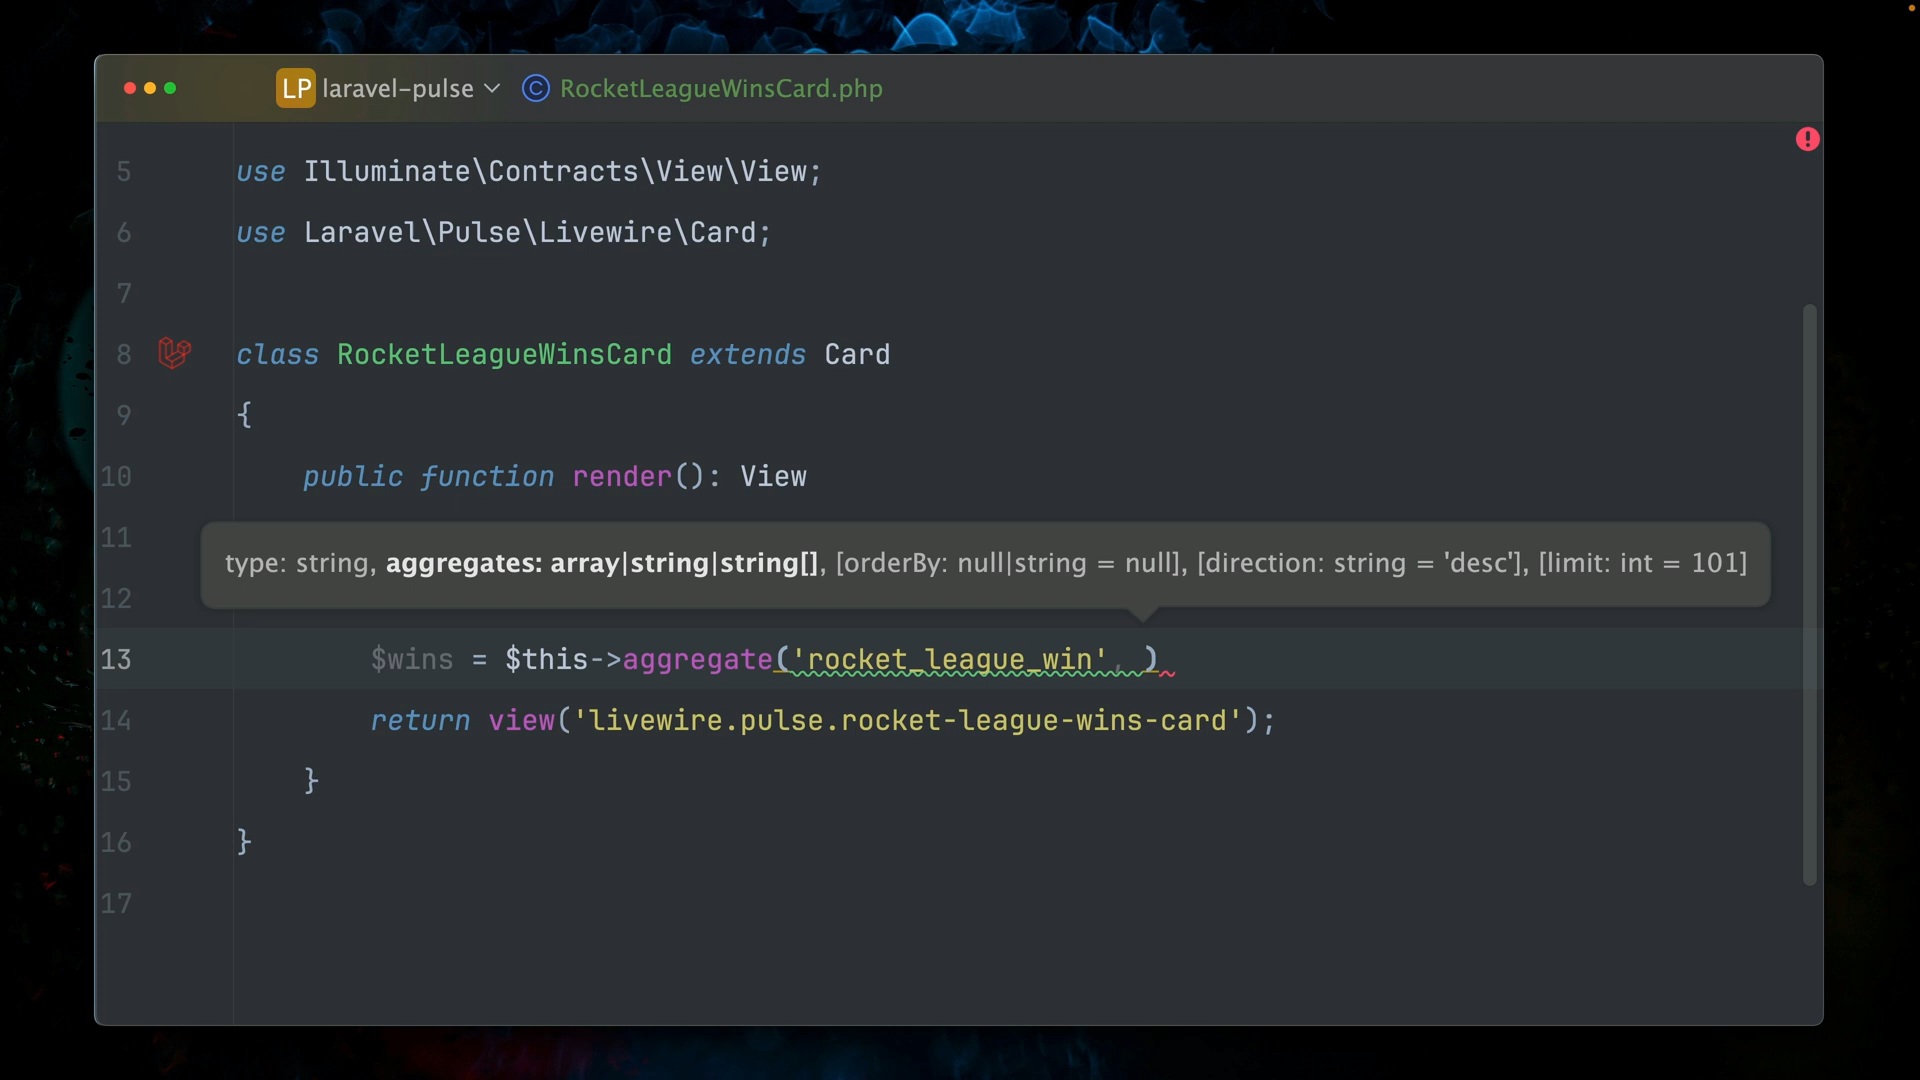 LP laravel-pulse RocketLeagueWinsCard.php
5 use Illuminate\Contracts\View\View;
6 use Laravel\Pulse\Livewire\Card;
7
8 class RocketLeagueWinsCard extends Card
9 {
10 public function render(): View
11
type: string, aggregates: array|string|string[], [orderBy: null|string = null], [direction: string = 'desc'], [limit: int = 101]
12
13 $wins = $this->aggregate('rocket_league_win', )
14 return view('livewire.pulse.rocket-league-wins-card');
15 }
16 }
17